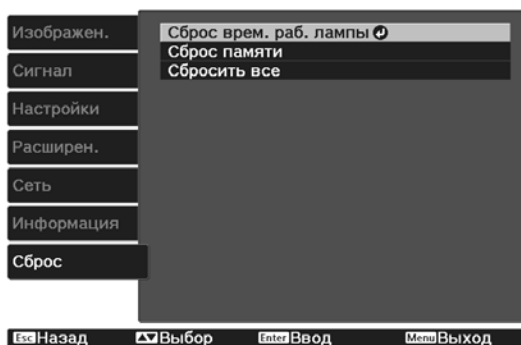 Изображен.
Сигнал
Настройки
Расширен.
Сеть
Информация
Сброс
Сброс врем. раб. лампы
Сброс памяти
Сбросить все
Esc Назад Выбор Enter Ввод Menu Выход